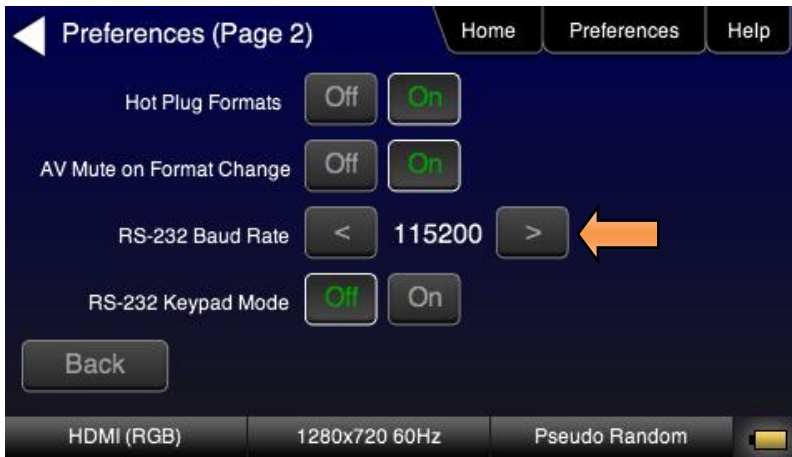 Preferences (Page 2) Home Preferences Help
Hot Plug Formats Off On
AV Mute on Format Change Off On
RS-232 Baud Rate < 115200 >
RS-232 Keypad Mode Off On
Back
HDMI (RGB) 1280x720 60Hz Pseudo Random